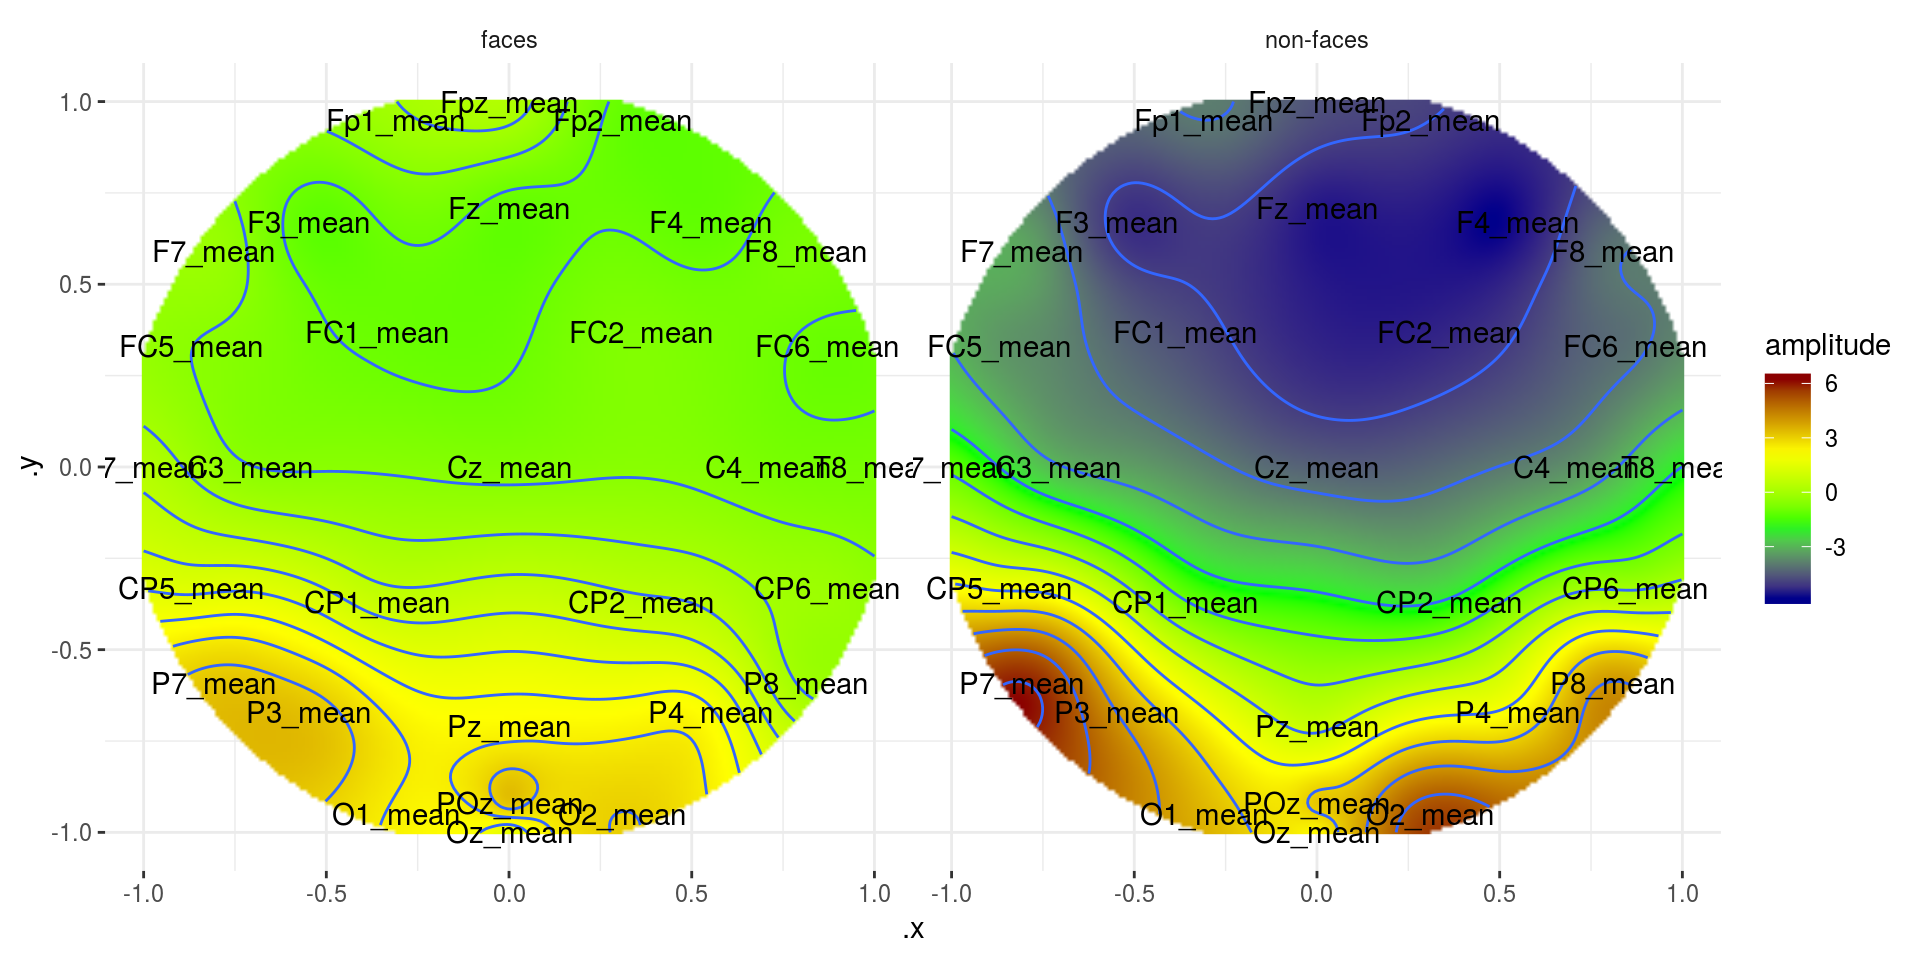 faces
non-faces
1.0
0.5
0.0
-0.5
-1.0
.y
Fpz_mean
Fp1_mean
Fp2_mean
Fz_mean
F3_mean
F4_mean
F7_mean
F8_mean
FC1_mean
FC2_mean
FC5_mean
FC6_mean
7_mean
C3_mean
Cz_mean
C4_mean
T8_mea
CP5_mean
CP6_mean
CP1_mean
CP2_mean
P7_mean
P8_mean
P3_mean
P4_mean
Pz_mean
POz_mean
O1_mean
O2_mean
Oz_mean
Fpz_mean
Fp1_mean
Fp2_mean
Fz_mean
F3_mean
F4_mean
F7_mean
F8_mean
FC1_mean
FC2_mean
FC5_mean
FC6_mean
7_mean
C3_mean
Cz_mean
C4_mean
T8_mea
CP5_mean
CP6_mean
CP1_mean
CP2_mean
P7_mean
P8_mean
P3_mean
P4_mean
Pz_mean
POz_mean
O1_mean
O2_mean
Oz_mean
-1.0 -0.5 0.0 0.5 1.0
-1.0 -0.5 0.0 0.5 1.0
.x
amplitude
6
3
0
-3